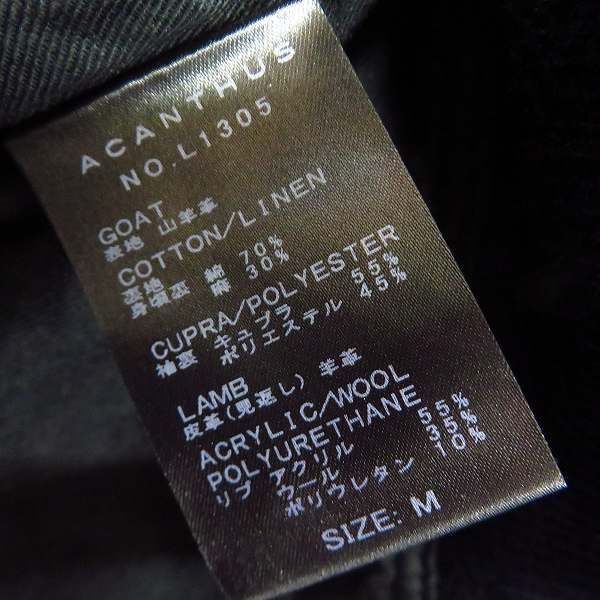 ACANTHUS
NO.L1305
GOAT
表地 山羊革
COTTON/LINEN
表地 綿 70%
身頃裏 麻 30%
CUPRA/POLYESTER
袖裏 キュプラ 55%
ポリエステル 45%
LAMB
皮革(見返し) 羊革
ACRYLIC/WOOL
POLYURETHANE
リブ アクリル 55%
ウール 35%
ポリウレタン 10%
SIZE: M